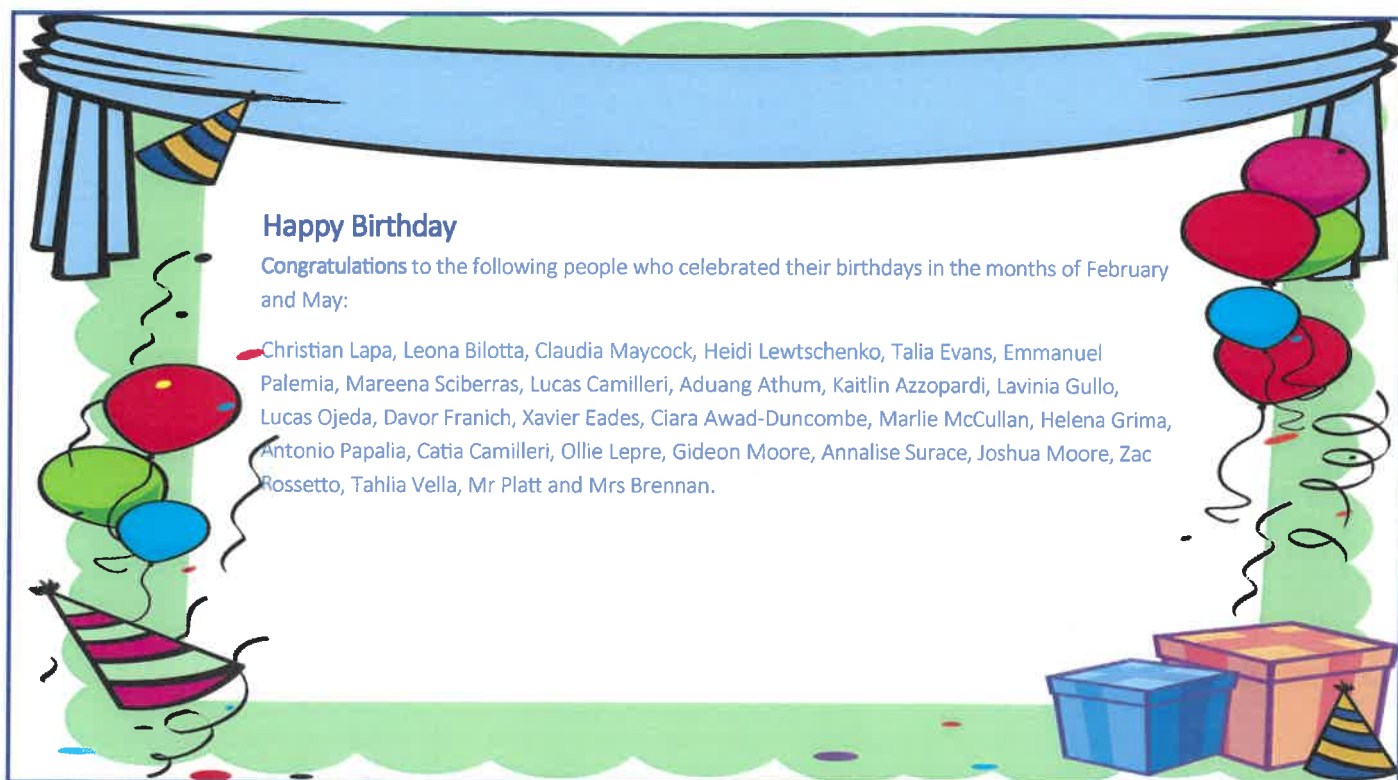 Happy Birthday
Congratulations to the following people who celebrated their birthdays in the months of February
and May:
Christian Lapa, Leona Bilotta, Claudia Maycock, Heidi Lewtschenko, Talia Evans, Emmanuel
Palemia, Mareena Sciberras, Lucas Camilleri, Aduang Athum, Kaitlin Azzopardi, Lavinia Gullo,
Lucas Ojeda, Davor Franich, Xavier Eades, Ciara Awad-Duncombe, Marlie McCullan, Helena Grima,
Antonio Papalia, Catia Camilleri, Ollie Lepre, Gideon Moore, Annalise Surace, Joshua Moore, Zac
Rossetto, Tahlia Vella, Mr Platt and Mrs Brennan.